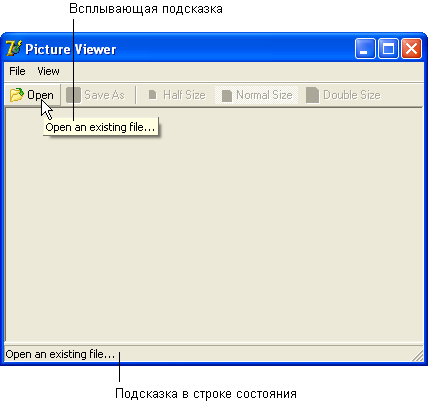 Всплывающая подсказка
Picture Viewer
File View
Open Save As Half Size Normal Size Double Size
Open an existing file...
Open an existing file...
Подсказка в строке состояния